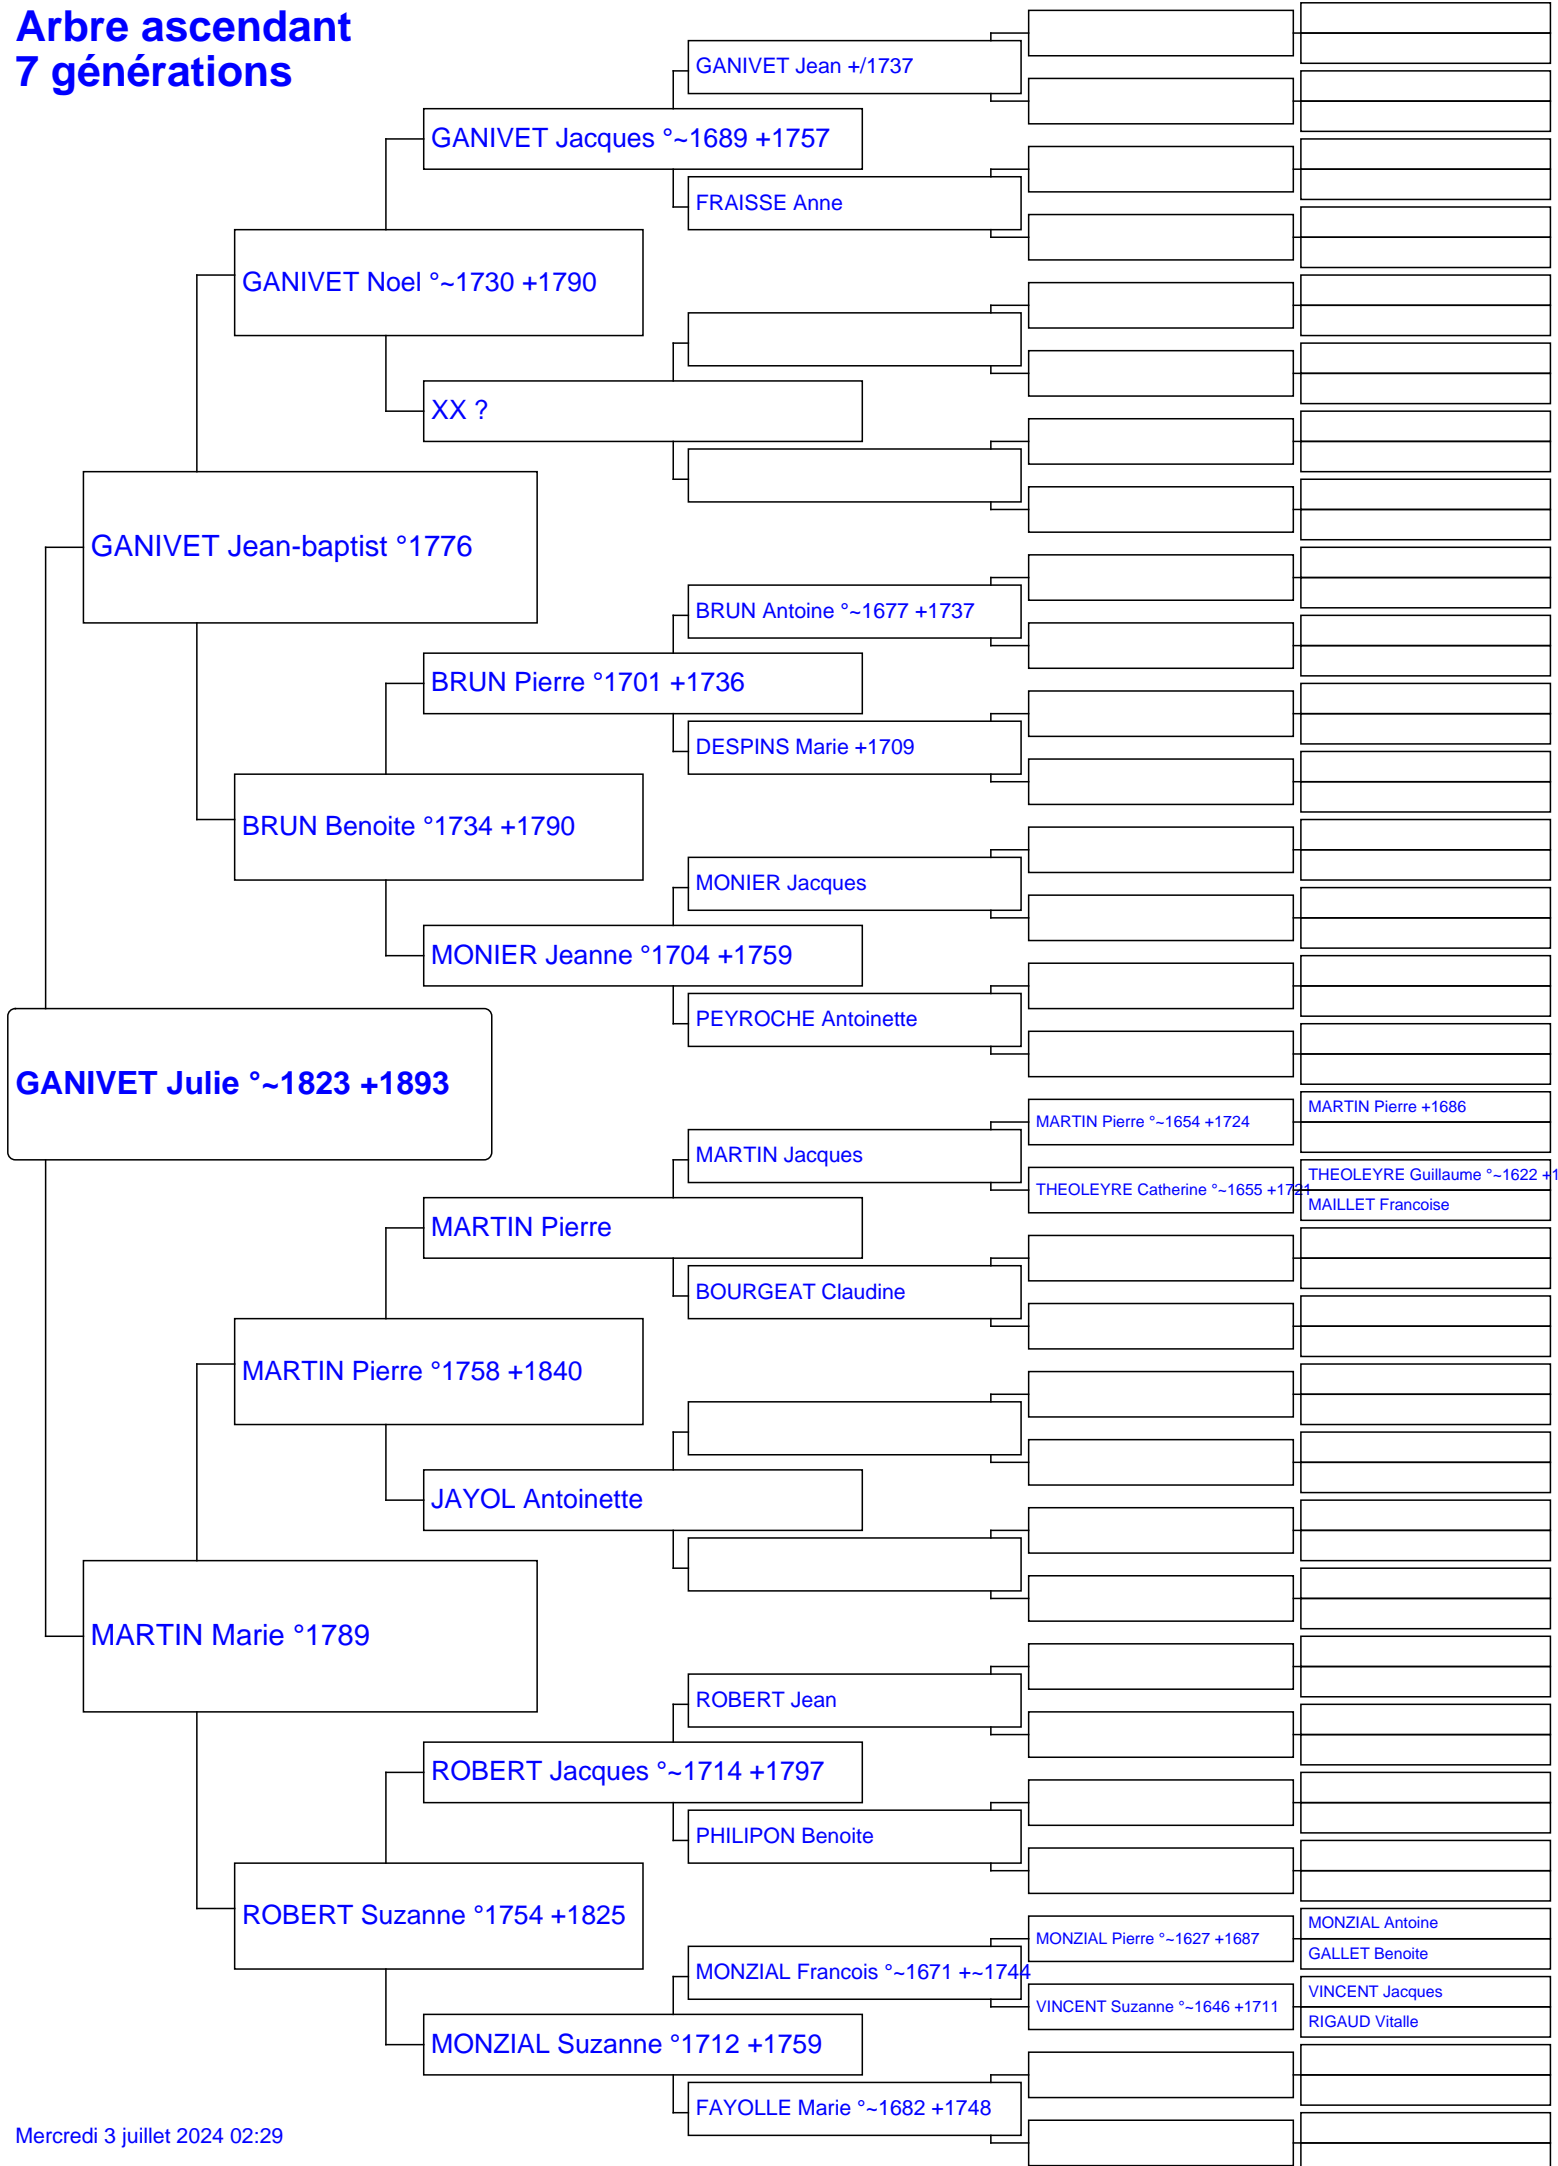 Arbre ascendant
7 générations
GANIVET Jean +/1737
GANIVET Jacques °~1689 +1757
FRAISSE Anne
GANIVET Noel °~1730 +1790
XX ?
GANIVET Jean-baptist °1776
BRUN Antoine °~1677 +1737
BRUN Pierre °1701 +1736
DESPINS Marie +1709
BRUN Benoite °1734 +1790
MONIER Jacques
MONIER Jeanne °1704 +1759
PEYROCHE Antoinette
GANIVET Julie °~1823 +1893
MARTIN Pierre +1686
MARTIN Pierre °~1654 +1724
MARTIN Jacques
THEOLEYRE Guillaume °~1622 +1
THEOLEYRE Catherine °~1655 +1721
MAILLET Francoise
MARTIN Pierre
BOURGEAT Claudine
MARTIN Pierre °1758 +1840
JAYOL Antoinette
MARTIN Marie °1789
ROBERT Jean
ROBERT Jacques °~1714 +1797
PHILIPON Benoite
ROBERT Suzanne °1754 +1825
MONZIAL Antoine
MONZIAL Pierre °~1627 +1687
GALLET Benoite
MONZIAL Francois °~1671 +~1744
VINCENT Jacques
VINCENT Suzanne °~1646 +1711
RIGAUD Vitalle
MONZIAL Suzanne °1712 +1759
FAYOLLE Marie °~1682 +1748
Mercredi 3 juillet 2024 02:29